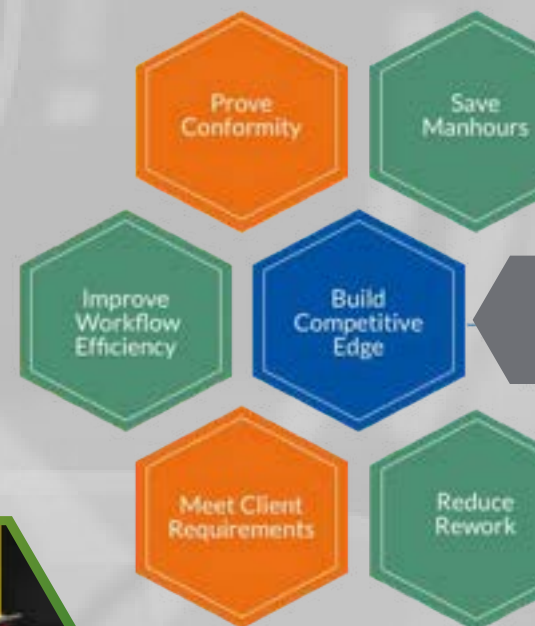 Prove
Conformity
Save
Manhours
Improve
Workflow
Efficiency
Build
Competitive
Edge
Meet Client
Requirements
Reduce
Rework